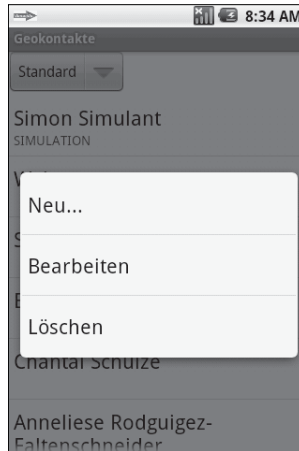 8:34 AM
Geokontakte
Standard
Simon Simulant
SIMULATION
Neu...
Bearbeiten
Löschen
Chantal Schulze
Anneliese Rodguigez-
Faltenschneider